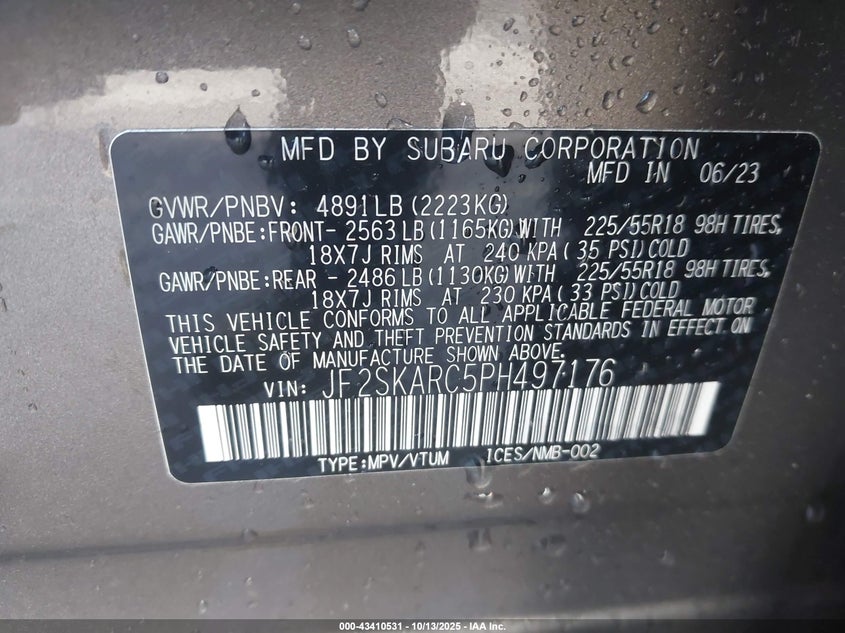 MFD BY SUBARU CORPORATION
MFD IN 06/23
GVWR/PNBV: 4891LB (2223KG)
GAWR/PNBE:FRONT- 2563LB (1165KG)WITH 225/55R18 98H TIRES,
18X7J RIMS AT 240 KPA( 35 PSI)COLD
GAWR/PNBE:REAR - 2486LB (1130KG)WITH 225/55R18 98H TIRES,
18X7J RIMS AT 230 KPA( 33 PSI)COLD
THIS VEHICLE CONFORMS TO ALL APPLICABLE FEDERAL MOTOR
VEHICLE SAFETY AND THEFT PREVENTION STANDARDS IN EFFECT ON
THE DATE OF MANUFACTURE SHOWN ABOVE.
VIN: JF2SKARC5PH497176
TYPE:MPV/VTUM ICES/NMB-002
000-43410531 - 10/13/2025 - IAA Inc.